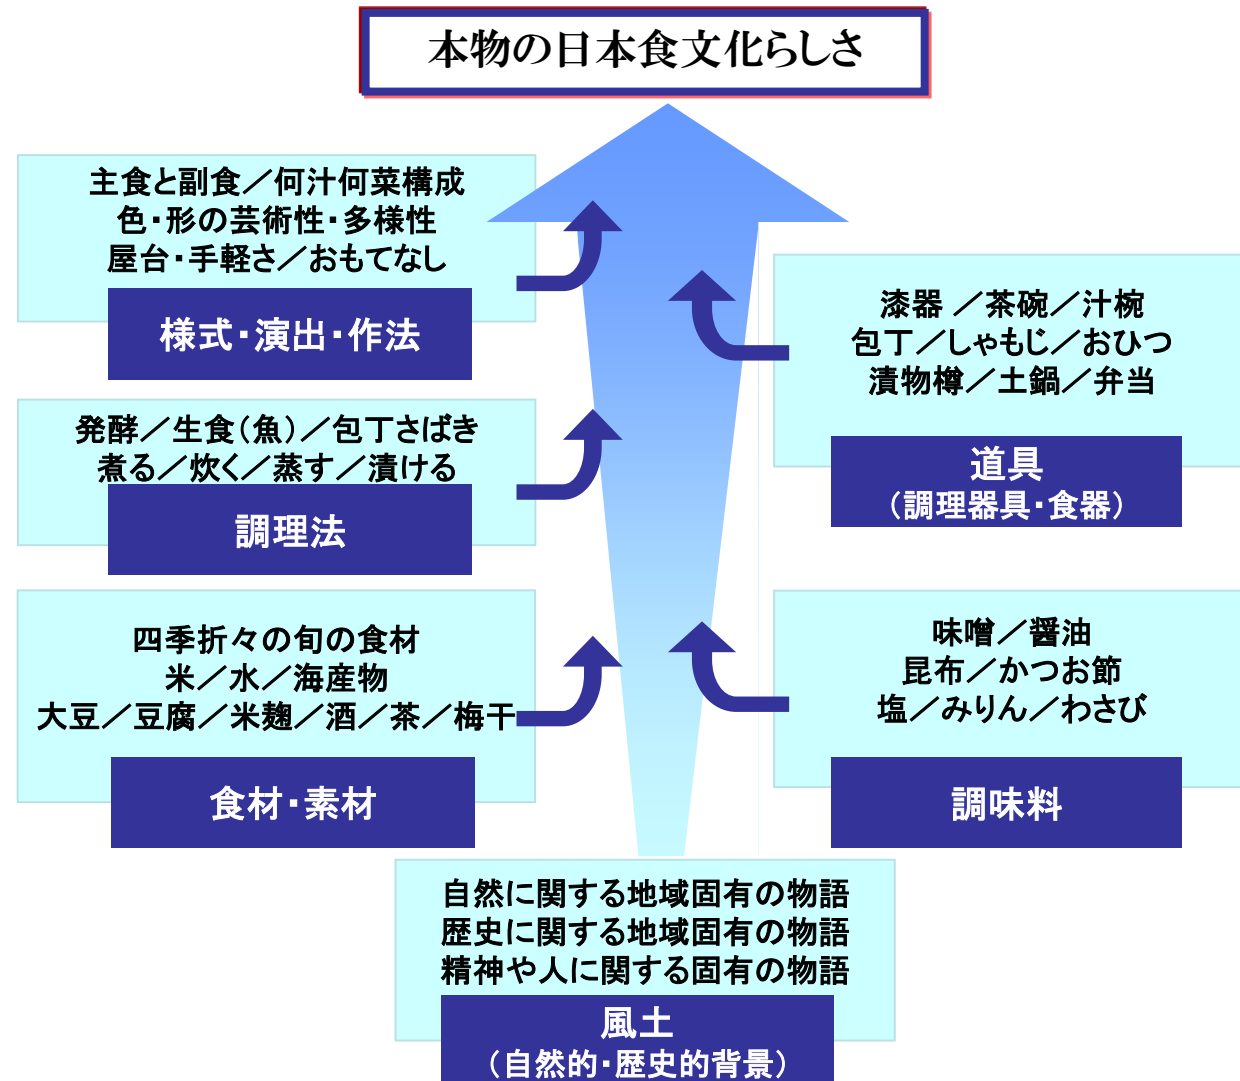 本物の日本食文化らしさ
主食と副食／何汁何菜構成
色・形の芸術性・多様性
屋台・手軽さ／おもてなし
様式・演出・作法
漆器 ／茶碗／汁椀
包丁／しゃもじ／おひつ
漬物樽／土鍋／弁当
道具
（調理器具・食器）
発酵／生食（魚）／包丁さばき
煮る／炊く／蒸す／漬ける
調理法
四季折々の旬の食材
米／水／海産物
大豆／豆腐／米麹／酒／茶／梅干
食材・素材
味噌／醤油
昆布／かつお節
塩／みりん／わさび
調味料
自然に関する地域固有の物語
歴史に関する地域固有の物語
精神や人に関する固有の物語
風土
（自然的・歴史的背景）